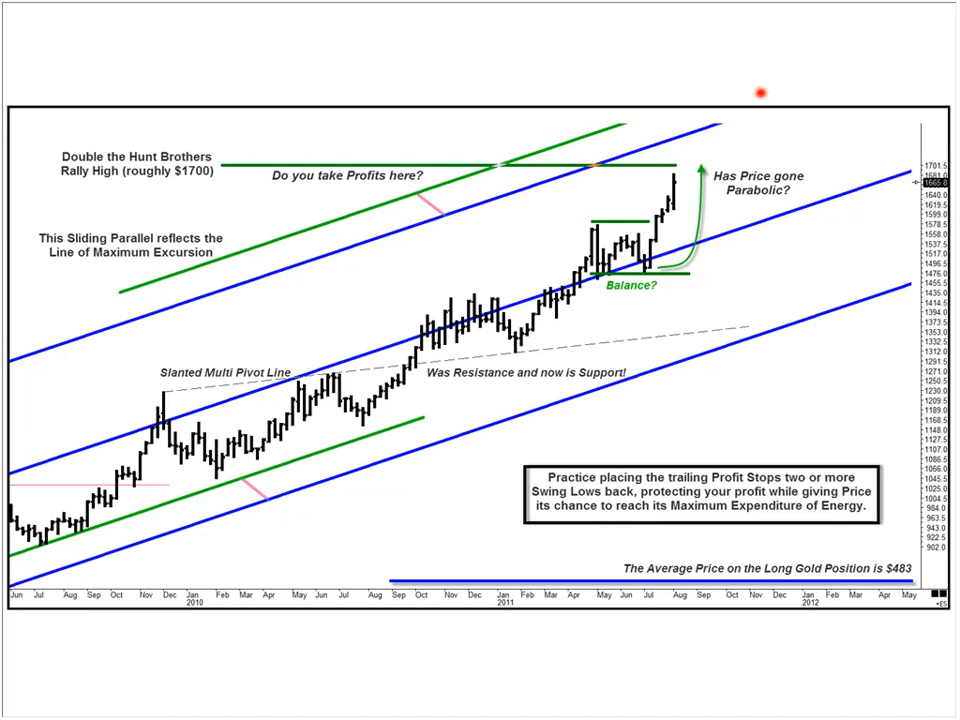 Double the Hunt Brothers
Rally High (roughly $1700)
Do you take Profits here?
Has Price gone
Parabolic?
This Sliding Parallel reflects the
Line of Maximum Excursion
Balance?
Slanted Multi Pivot Line
Was Resistance and now is Support!
Practice placing the trailing Profit Stops two or more
Swing Lows back, protecting your profit while giving Price
its chance to reach its Maximum Expenditure of Energy.
The Average Price on the Long Gold Position is $483
1701.5
1681.0
1665.8
1640.0
1619.5
1599.0
1578.5
1558.0
1537.5
1517.0
1496.5
1476.0
1455.5
1435.0
1414.5
1394.0
1373.5
1353.0
1332.5
1312.0
1291.5
1271.0
1250.5
1230.0
1209.5
1189.0
1168.5
1148.0
1127.5
1107.0
1086.5
1066.0
1045.5
1025.0
1004.5
984.0
963.5
943.0
922.5
902.0
Jun Jul Aug Sep Oct Nov Dec Jan Feb Mar Apr May Jun Jul Aug Sep Oct Nov Dec Jan Feb Mar Apr May Jun Jul Aug Sep Oct Nov Dec Jan Feb Mar Apr May
2010 2011 2012
+ES